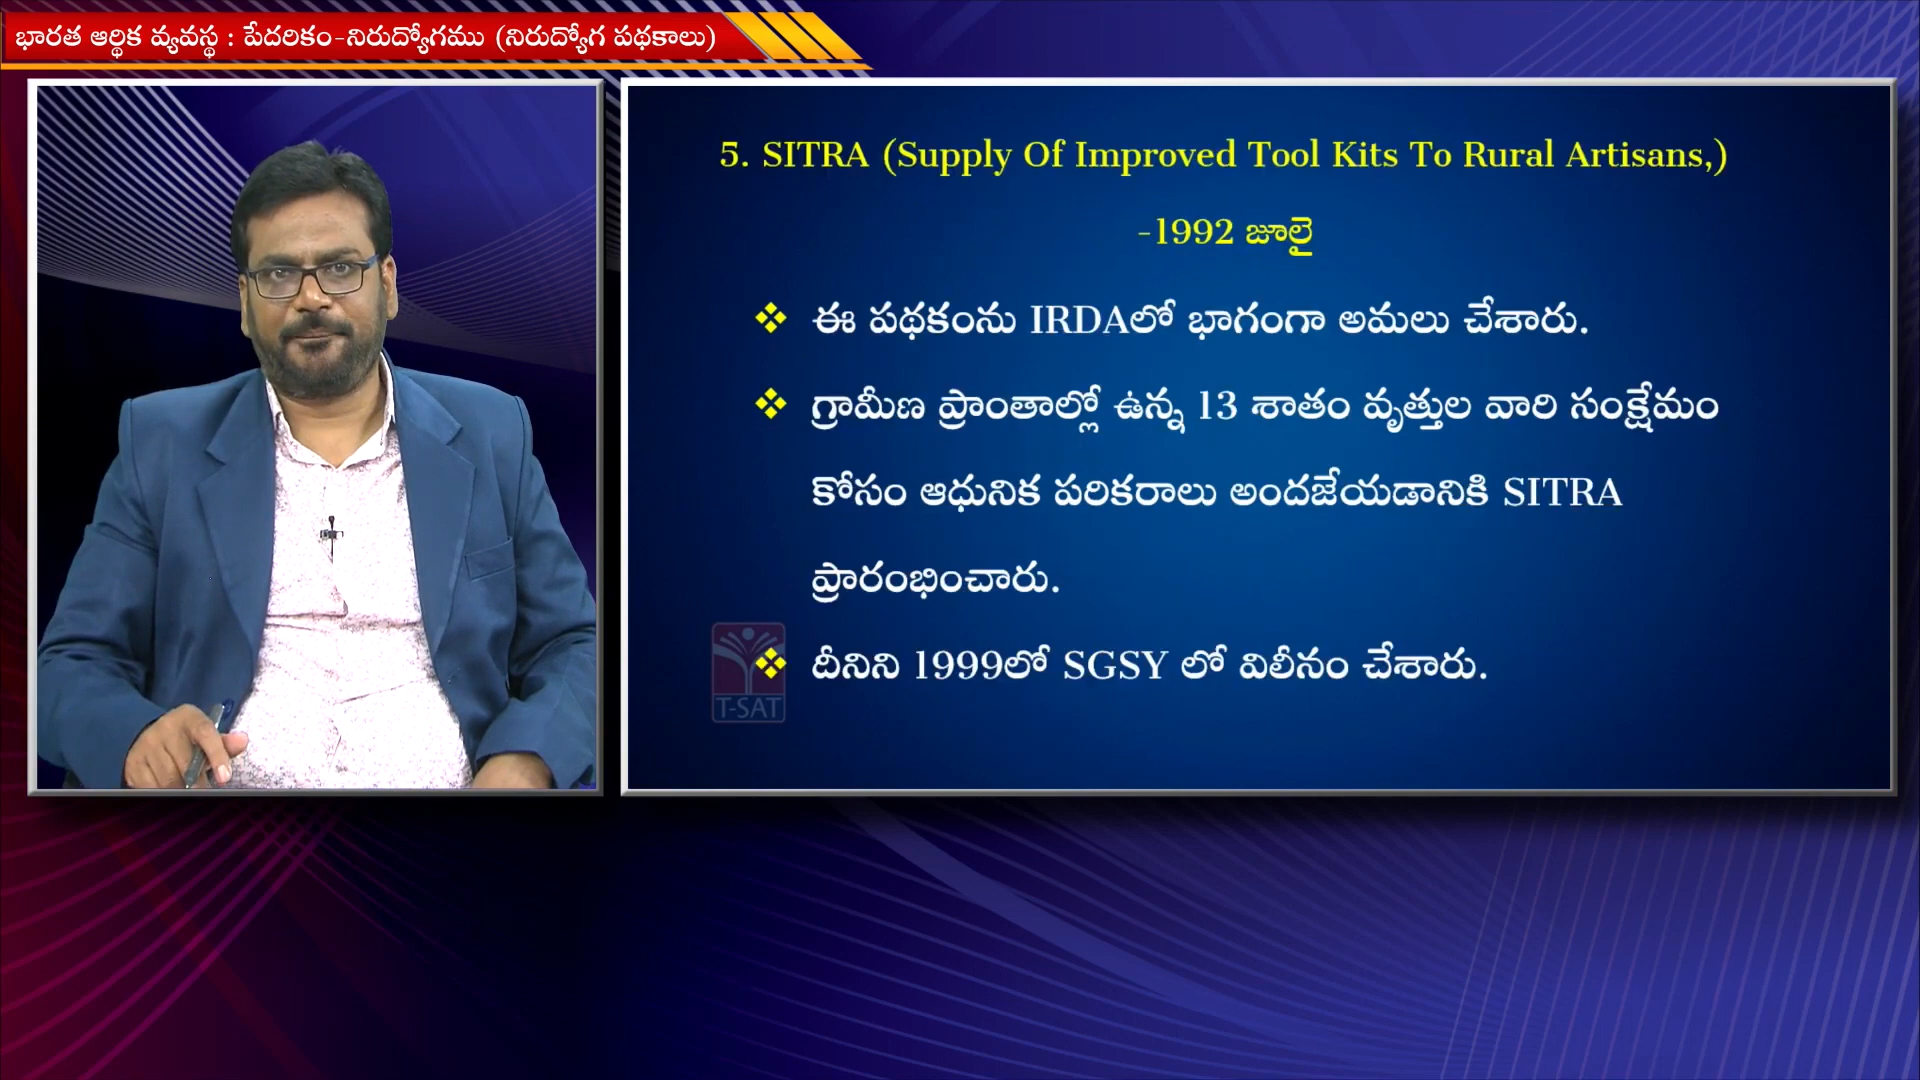 భారత ఆర్థిక వ్యవస్థ : పేదరికం-నిరుద్యోగము (నిరుద్యోగ పథకాలు)
5. SITRA (Supply Of Improved Tool Kits To Rural Artisans,)
-1992 జూలై
ఈ పథకంను IRDAలో భాగంగా అమలు చేశారు.
గ్రామీణ ప్రాంతాల్లో ఉన్న 13 శాతం వృత్తుల వారి సంక్షేమం
కోసం ఆధునిక పరికరాలు అందజేయడానికి SITRA
ప్రారంభించారు.
దీనిని 1999లో SGSY లో విలీనం చేశారు.
T-SAT